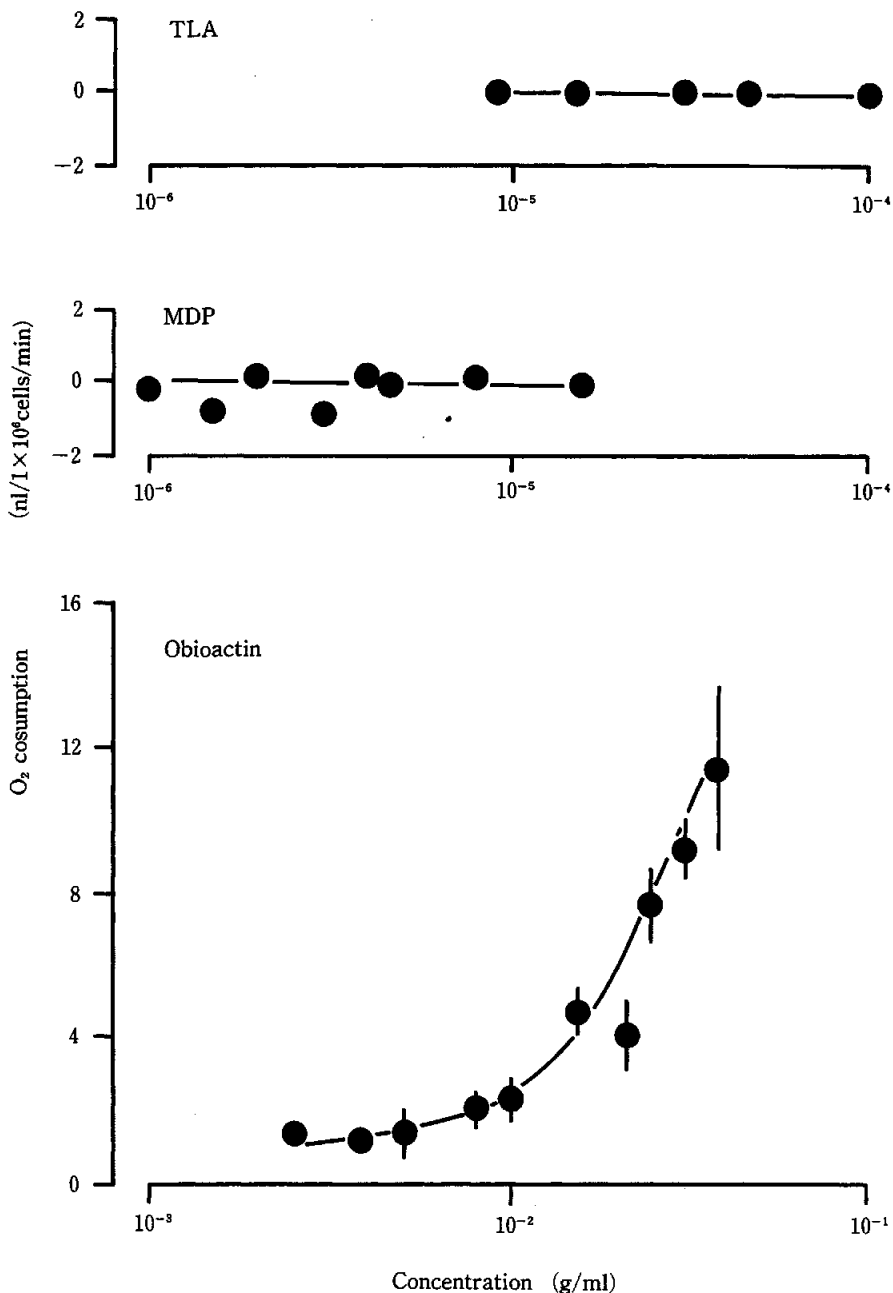 2
TLA
0
−2
10⁻⁶ 10⁻⁵ 10⁻⁴
2
MDP
0
−2
10⁻⁶ 10⁻⁵ 10⁻⁴
(nl/1×10⁶cells/min)
O₂ cosumption
16
Obioactin
12
8
4
0
10⁻³ 10⁻² 10⁻¹
Concentration (g/ml)